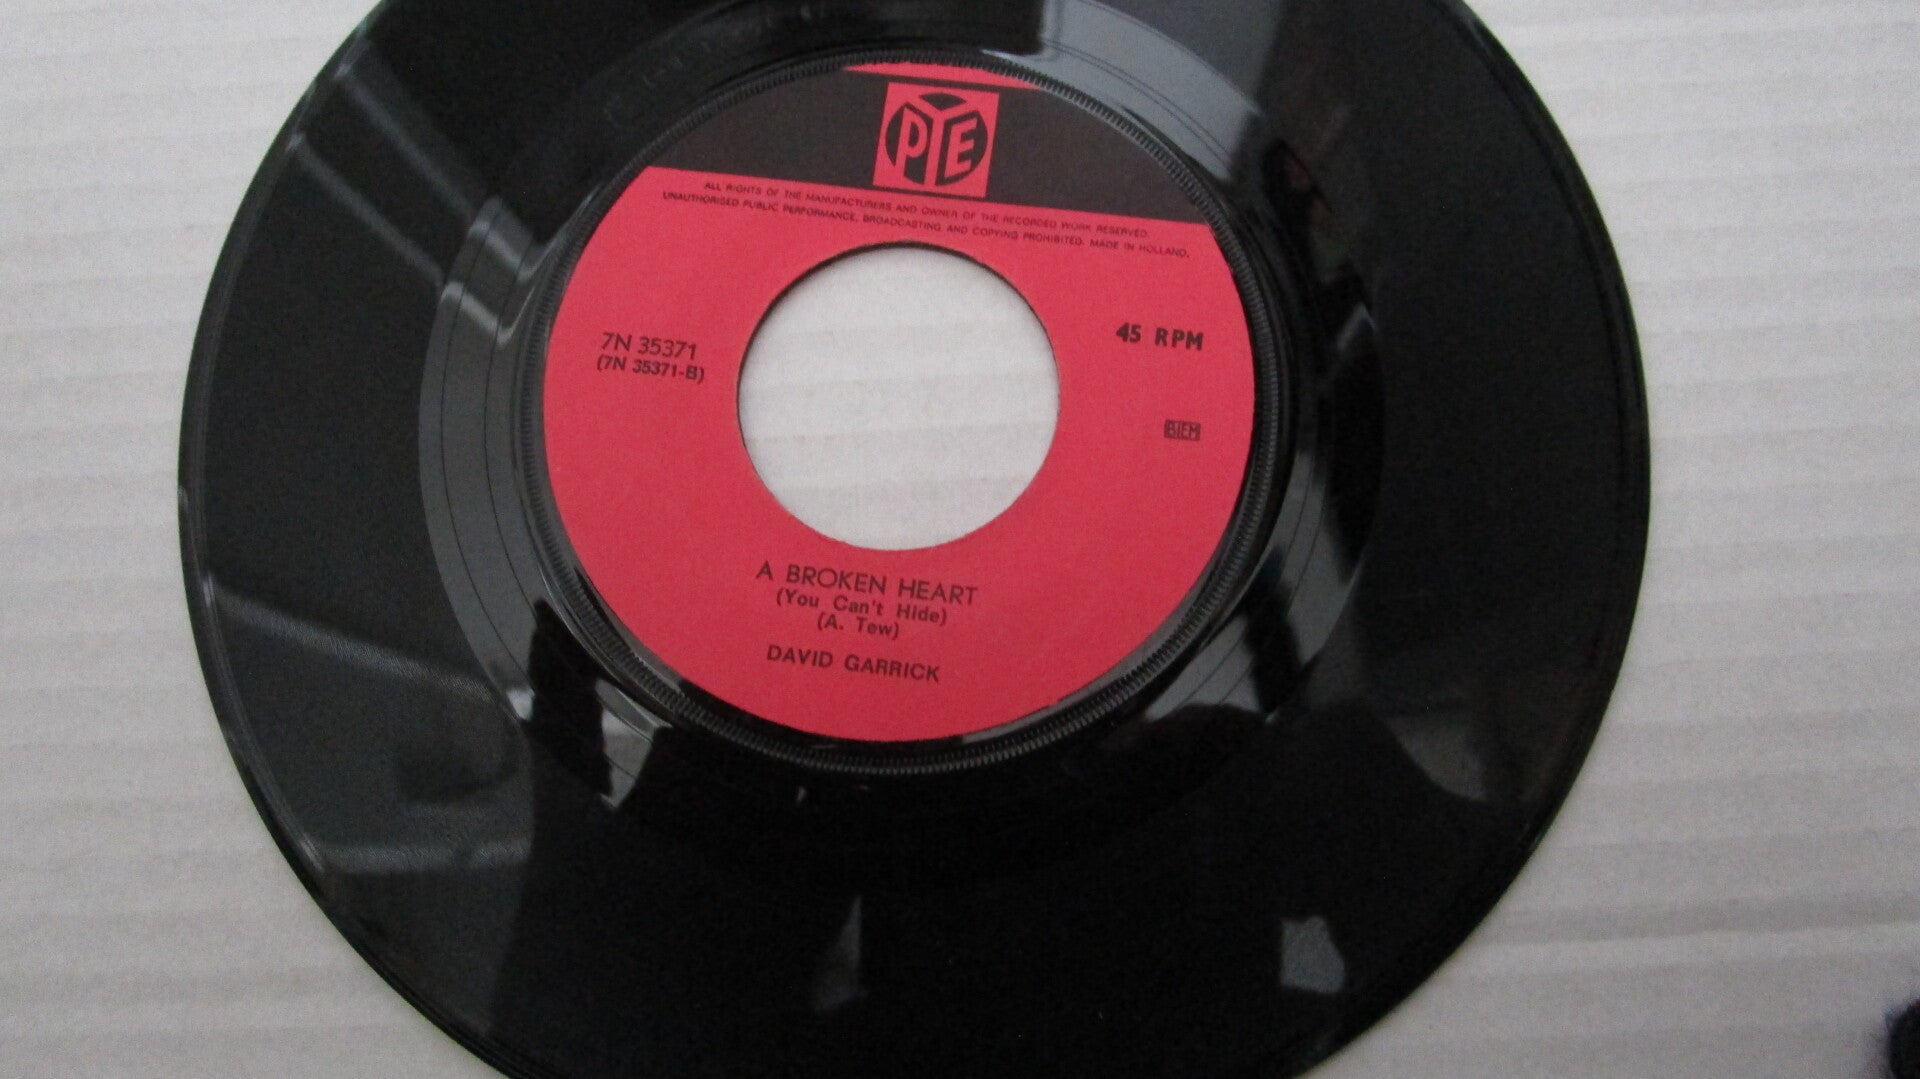 PYE
ALL RIGHTS OF THE MANUFACTURERS AND OWNER OF THE RECORDED WORK RESERVED.
UNAUTHORISED PUBLIC PERFORMANCE, BROADCASTING AND COPYING PROHIBITED. MADE IN HOLLAND.
7N 35371
(7N 35371-B)
45 RPM
BIEM
A BROKEN HEART
(You Can't Hide)
(A. Tew)
DAVID GARRICK